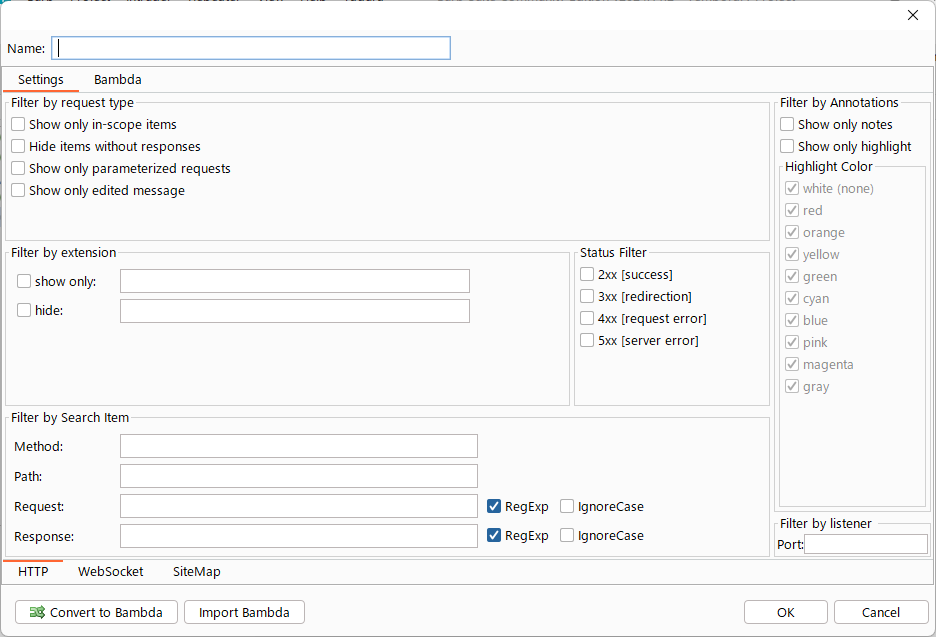 Name:
Settings Bambda
Filter by request type
Show only in-scope items
Hide items without responses
Show only parameterized requests
Show only edited message
Filter by extension
show only:
hide:
Status Filter
2xx [success]
3xx [redirection]
4xx [request error]
5xx [server error]
Filter by Search Item
Method:
Path:
Request: RegExp IgnoreCase
Response: RegExp IgnoreCase
Filter by Annotations
Show only notes
Show only highlight
Highlight Color
white (none)
red
orange
yellow
green
cyan
blue
pink
magenta
gray
Filter by listener
Port:
HTTP WebSocket SiteMap
Convert to Bambda Import Bambda OK Cancel